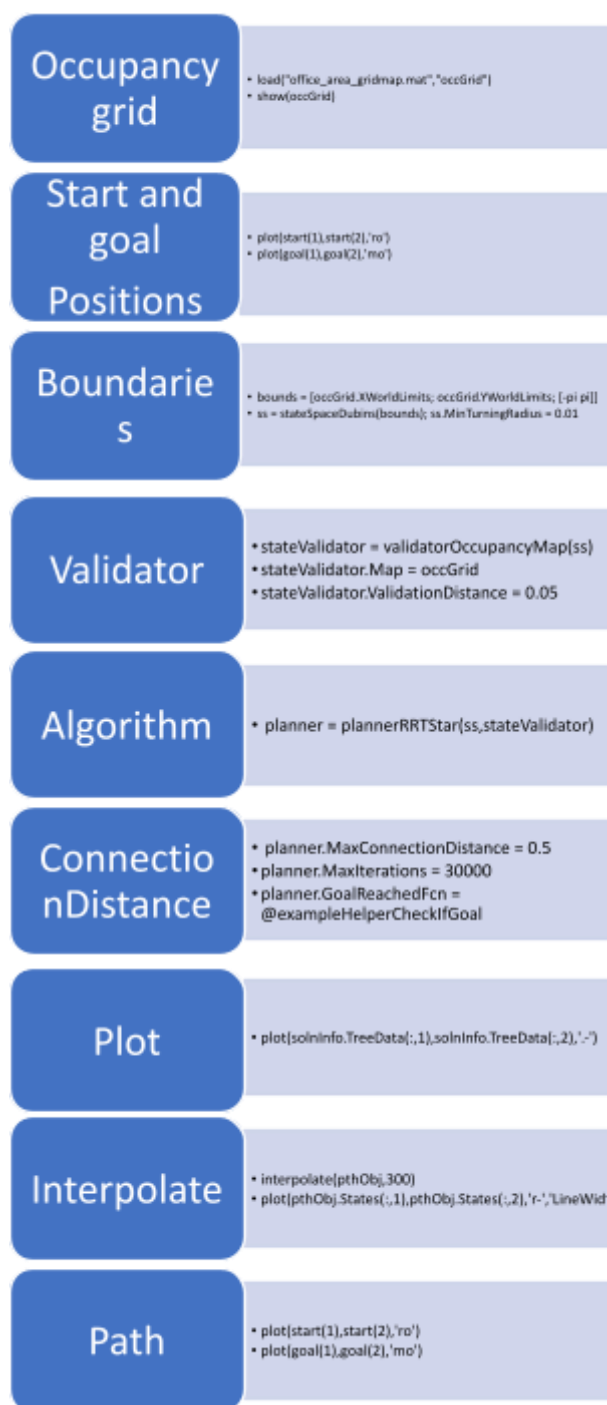 Occupancy
grid
• load("office_area_gridmap.mat","occGrid")
• show(occGrid)
Start and
goal
Positions
• plot(start(1),start(2),'ro')
• plot(goal(1),goal(2),'mo')
Boundarie
s
• bounds = [occGrid.XWorldLimits; occGrid.YWorldLimits; [-pi pi]]
• ss = stateSpaceDubins(bounds); ss.MinTurningRadius = 0.01
Validator
• stateValidator = validatorOccupancyMap(ss)
• stateValidator.Map = occGrid
• stateValidator.ValidationDistance = 0.05
Algorithm
• planner = plannerRRTStar(ss,stateValidator)
Connectio
nDistance
• planner.MaxConnectionDistance = 0.5
• planner.MaxIterations = 30000
• planner.GoalReachedFcn =
@exampleHelperCheckIfGoal
Plot
• plot(solnInfo.TreeData(:,1),solnInfo.TreeData(:,2),'.-')
Interpolate
• interpolate(pthObj,300)
• plot(pthObj.States(:,1),pthObj.States(:,2),'r-','LineWid
Path
• plot(start(1),start(2),'ro')
• plot(goal(1),goal(2),'mo')